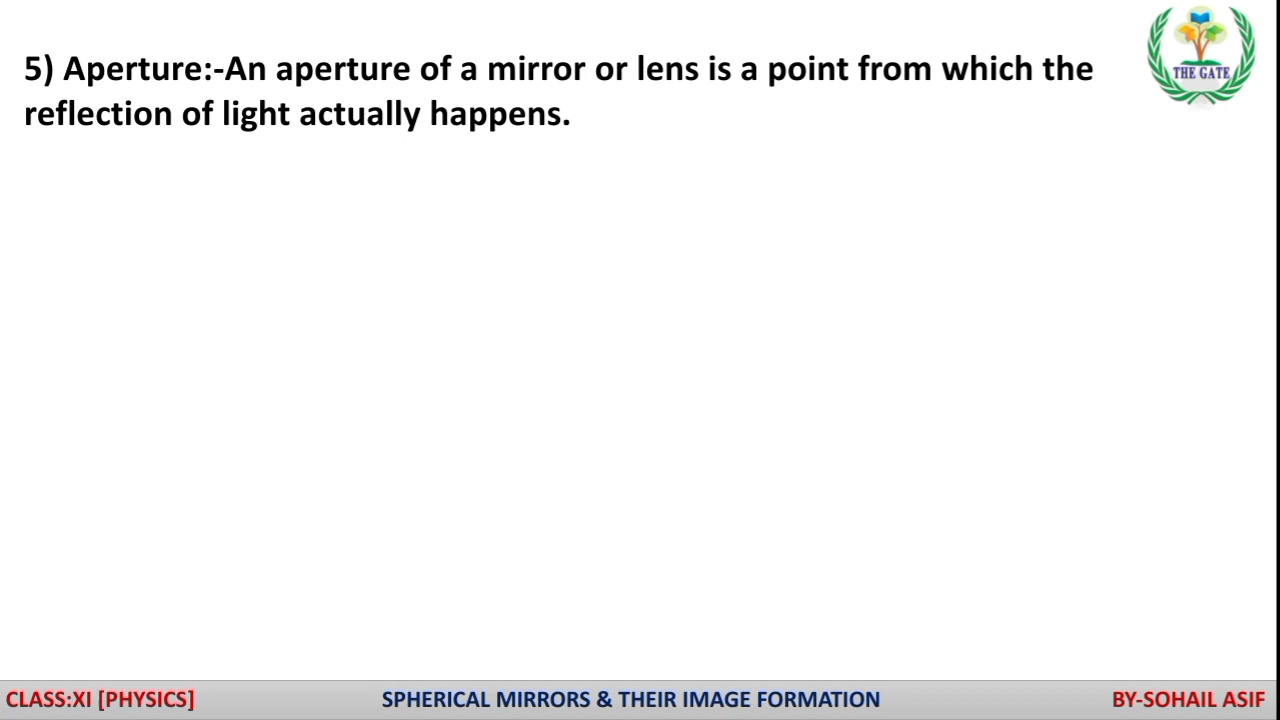 5) Aperture:-An aperture of a mirror or lens is a point from which the
reflection of light actually happens.
THE GATE
CLASS:XI [PHYSICS]
SPHERICAL MIRRORS & THEIR IMAGE FORMATION
BY-SOHAIL ASIF